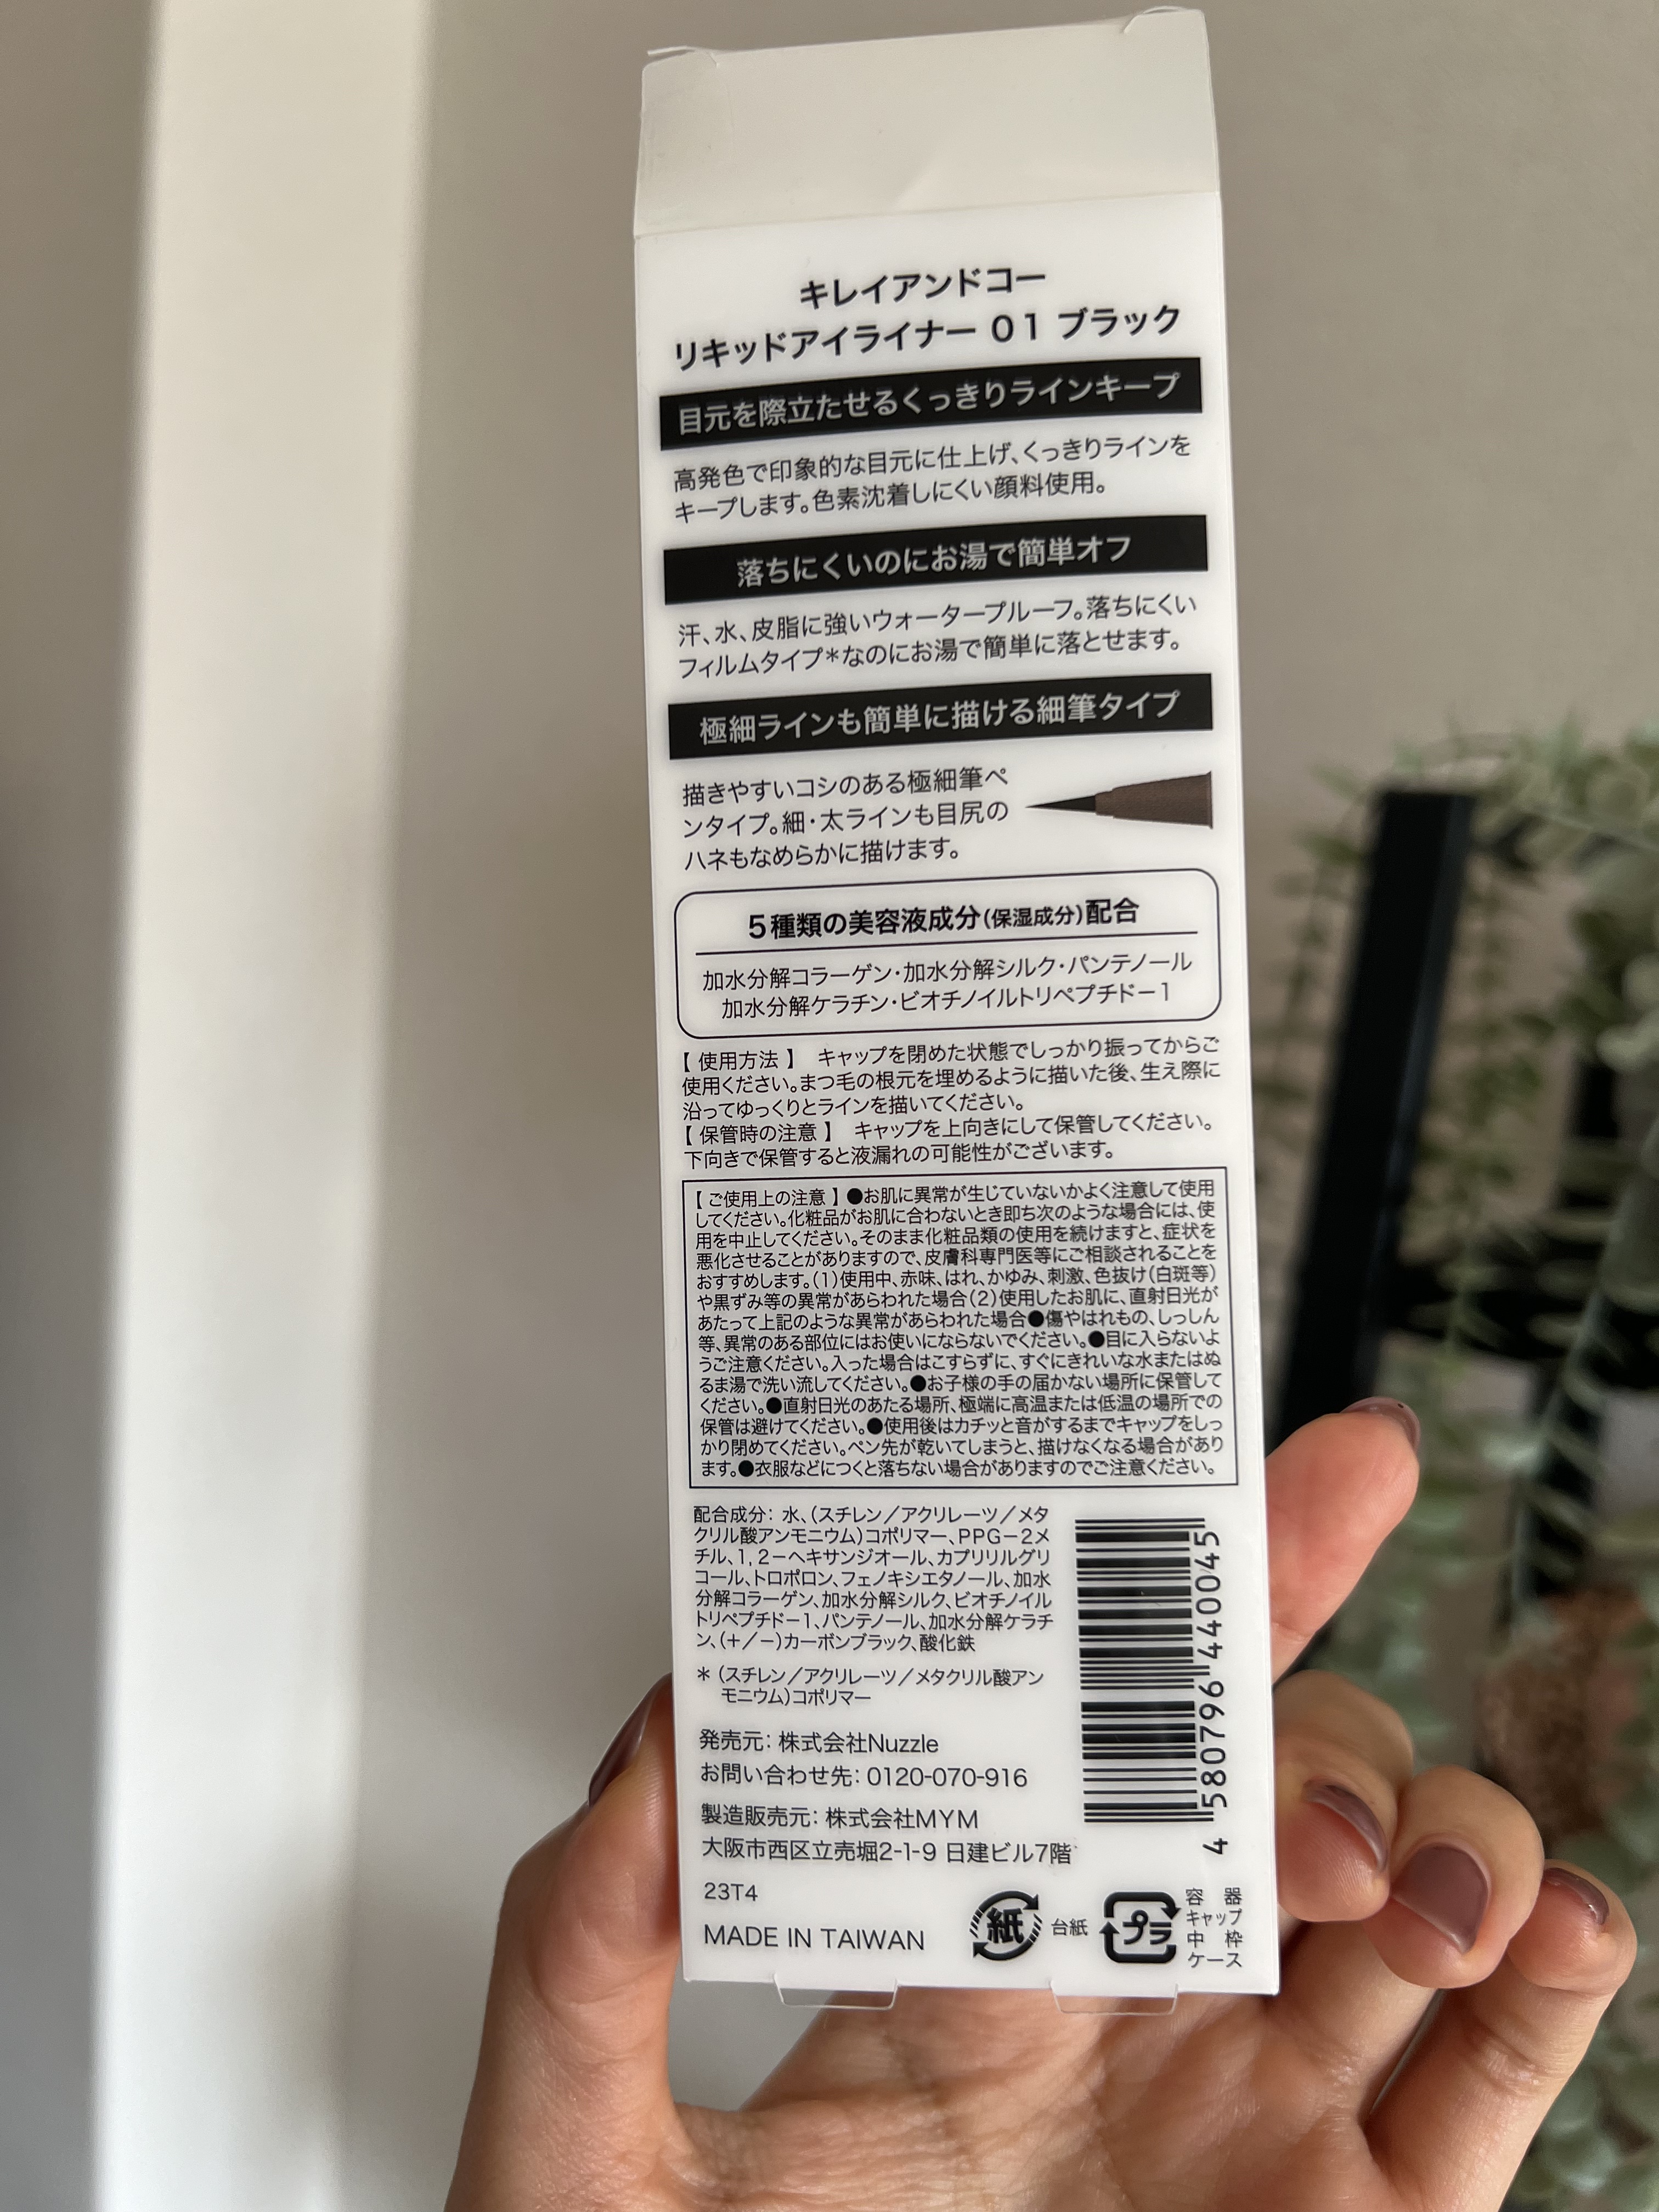 キレイアンドコー
リキッドアイライナー 01 ブラック
目元を際立たせるくっきりラインキープ
高発色で印象的な目元に仕上げ、くっきりラインを
キープします。色素沈着しにくい顔料使用。
落ちにくいのにお湯で簡単オフ
汗、水、皮脂に強いウォータープルーフ。落ちにくい
フィルムタイプ*なのにお湯で簡単に落とせます。
極細ラインも簡単に描ける細筆タイプ
描きやすいコシのある極細筆ペ
ンタイプ。細・太ラインも目尻の
ハネもなめらかに描けます。
5種類の美容液成分(保湿成分)配合
加水分解コラーゲン・加水分解シルク・パンテノール
加水分解ケラチン・ビオチノイルトリペプチド-1
【使用方法】 キャップを閉めた状態でしっかり振ってからご
使用ください。まつ毛の根元を埋めるように描いた後、生え際に
沿ってゆっくりとラインを描いてください。
【保管時の注意】 キャップを上向きにして保管してください。
下向きで保管すると液漏れの可能性がございます。
【ご使用上の注意】●お肌に異常が生じていないかよく注意して使用
してください。化粧品がお肌に合わないとき即ち次のような場合には、使
用を中止してください。そのまま化粧品類の使用を続けますと、症状を
悪化させることがありますので、皮膚科専門医等にご相談されることを
おすすめします。(1)使用中、赤味、はれ、かゆみ、刺激、色抜け(白斑等)
や黒ずみ等の異常があらわれた場合(2)使用したお肌に、直射日光が
あたって上記のような異常があらわれた場合●傷やはれもの、しっしん
等、異常のある部位にはお使いにならないでください。●目に入らないよ
うご注意ください。入った場合はこすらずに、すぐにきれいな水またはぬ
るま湯で洗い流してください。●お子様の手の届かない場所に保管して
ください。●直射日光のあたる場所、極端に高温または低温の場所での
保管は避けてください。●使用後はカチッと音がするまでキャップをしっ
かり閉めてください。ペン先が乾いてしまうと、描けなくなる場合があり
ます。●衣服などにつくと落ちない場合がありますのでご注意ください。
配合成分: 水、(スチレン/アクリレーツ/メタ
クリル酸アンモニウム)コポリマー、PPG-2メ
チル、1,2-ヘキサンジオール、カプリリルグリ
コール、トロポロン、フェノキシエタノール、加水
分解コラーゲン、加水分解シルク、ビオチノイル
トリペプチド-1、パンテノール、加水分解ケラチ
ン、(+/-)カーボンブラック、酸化鉄
* (スチレン/アクリレーツ/メタクリル酸アン
モニウム)コポリマー
発売元: 株式会社Nuzzle
お問い合わせ先: 0120-070-916
製造販売元: 株式会社MYM
大阪市西区立売堀2-1-9 日建ビル7階
23T4
MADE IN TAIWAN
4 580796 440045
紙
台紙
プラ
容器
キャップ
中枠
ケース